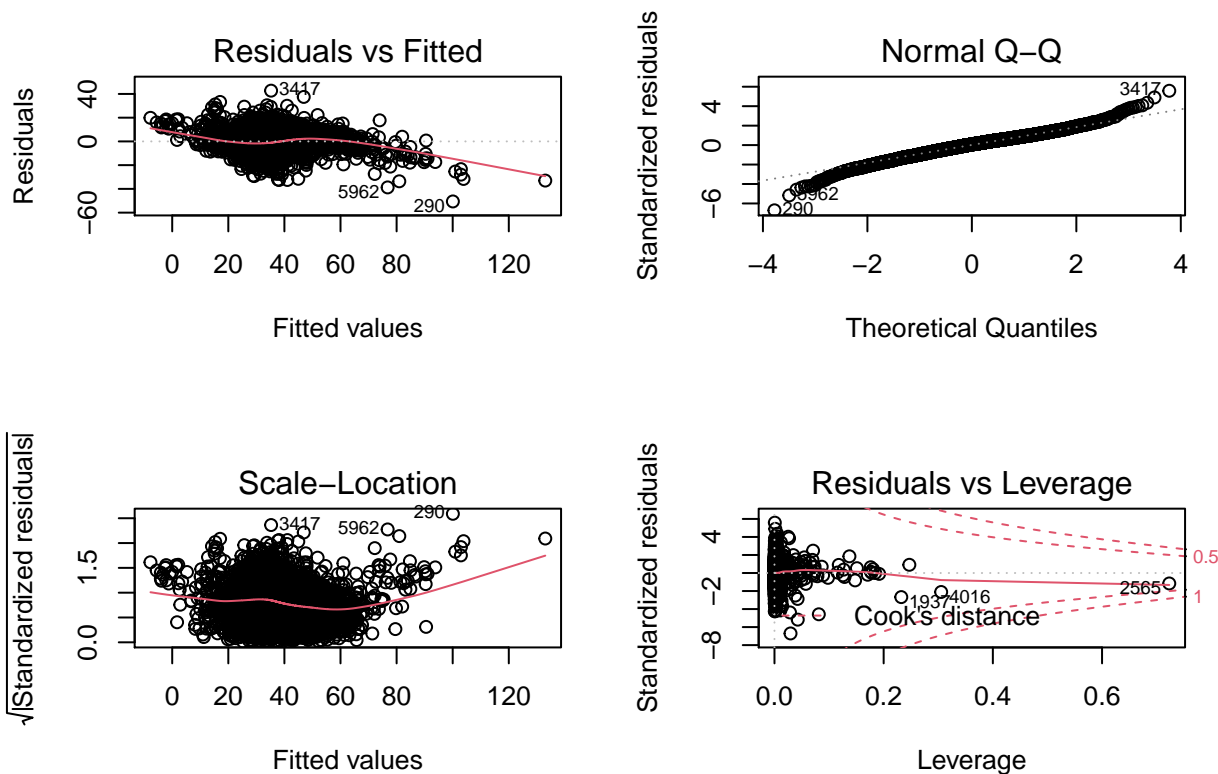 Residuals vs Fitted
Residuals
40
0
−60
3417
5962
290
0 20 40 60 80 120
Fitted values
Normal Q−Q
Standardized residuals
4
0
−6
3417
5962
290
−4 −2 0 2 4
Theoretical Quantiles
Scale−Location
√|Standardized residuals|
1.5
0.0
3417
5962
290
0 20 40 60 80 120
Fitted values
Residuals vs Leverage
Standardized residuals
4
−2
−8
0.5
1
2565
4016
1,937
Cook's distance
0.0 0.2 0.4 0.6
Leverage